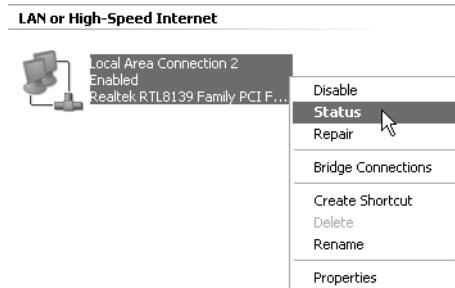 LAN or High-Speed Internet
Local Area Connection 2
Enabled
Realtek RTL8139 Family PCI F...
Disable
Status
Repair
Bridge Connections
Create Shortcut
Delete
Rename
Properties